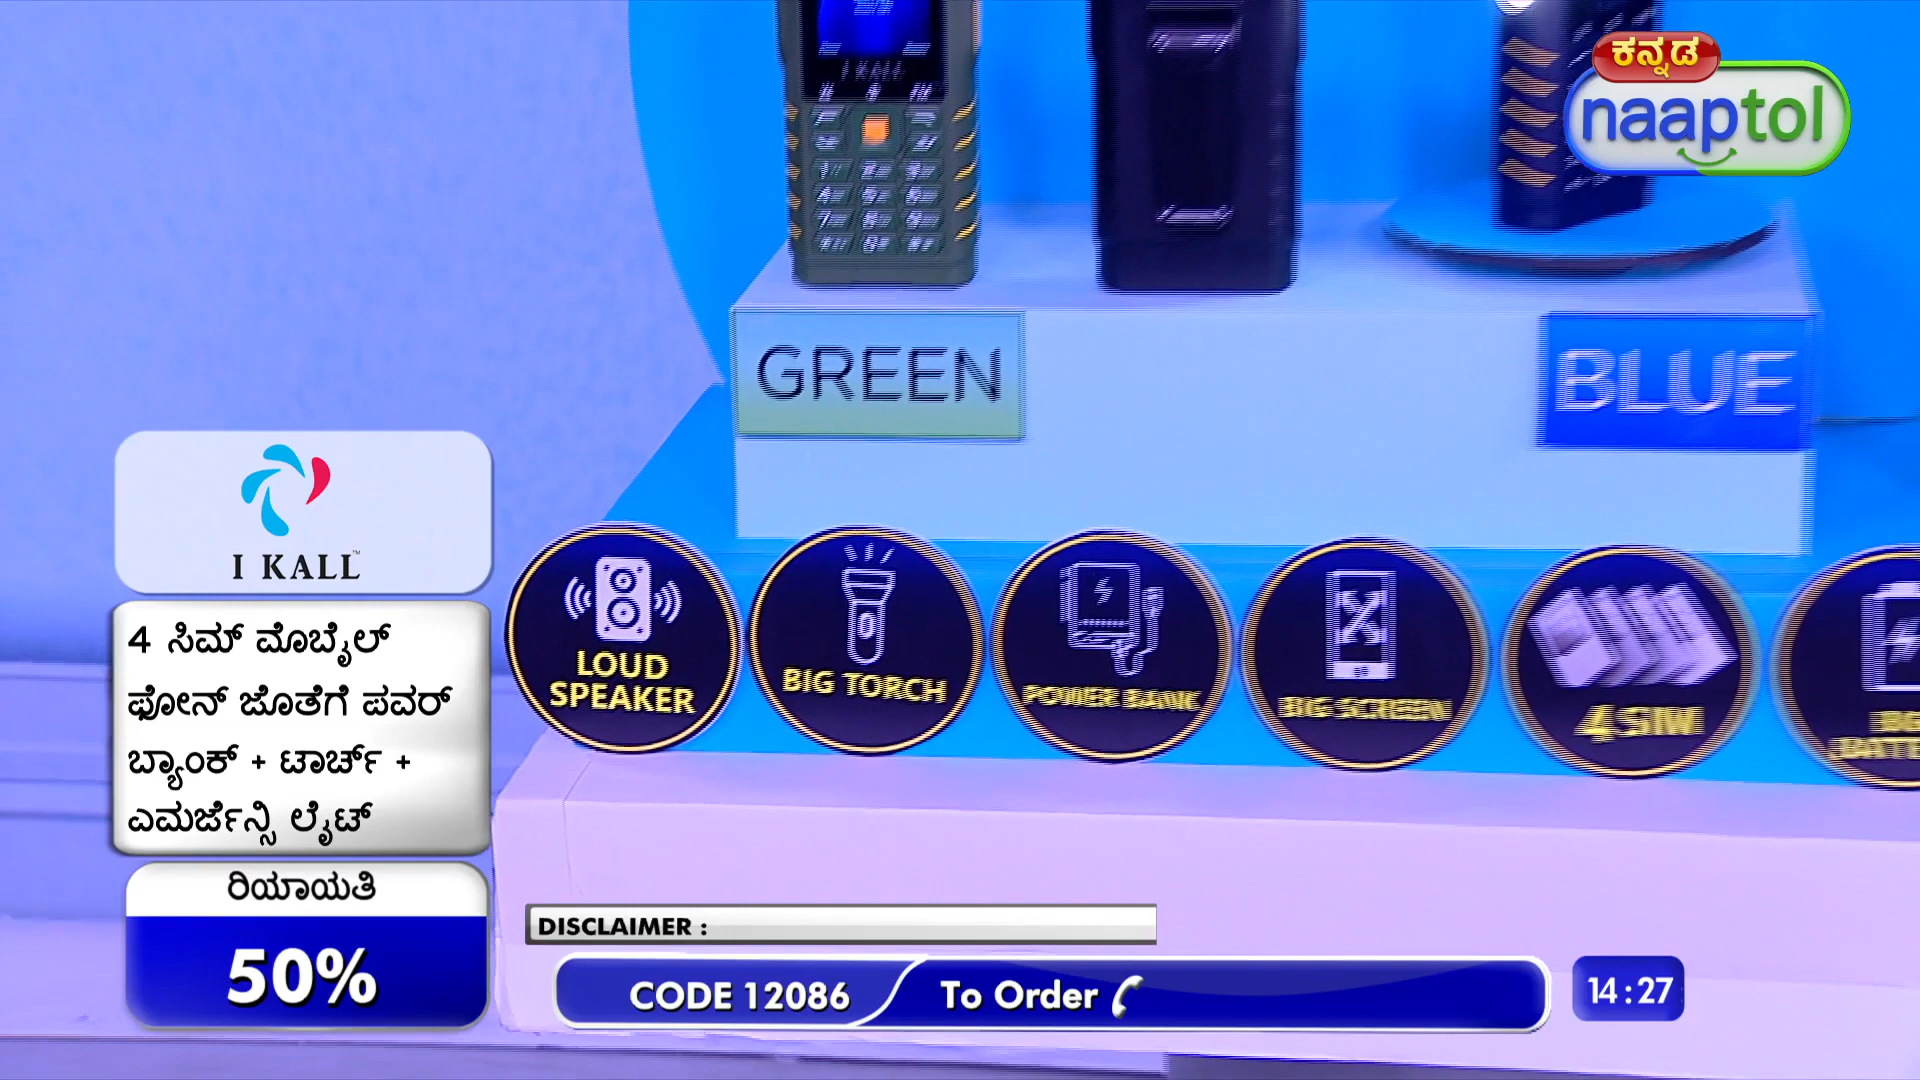 ಕನ್ನಡ
naaptol
I KALL
GREEN
BLUE
I KALL™
4 ಸಿಮ್ ಮೊಬೈಲ್
ಫೋನ್ ಜೊತೆಗೆ ಪವರ್
ಬ್ಯಾಂಕ್ + ಟಾರ್ಚ್ +
ಎಮರ್ಜೆನ್ಸಿ ಲೈಟ್
ರಿಯಾಯತಿ
50%
LOUD
SPEAKER
BIG TORCH
POWER BANK
BIG SCREEN
4 SIM
DISCLAIMER :
CODE 12086
To Order
14:27